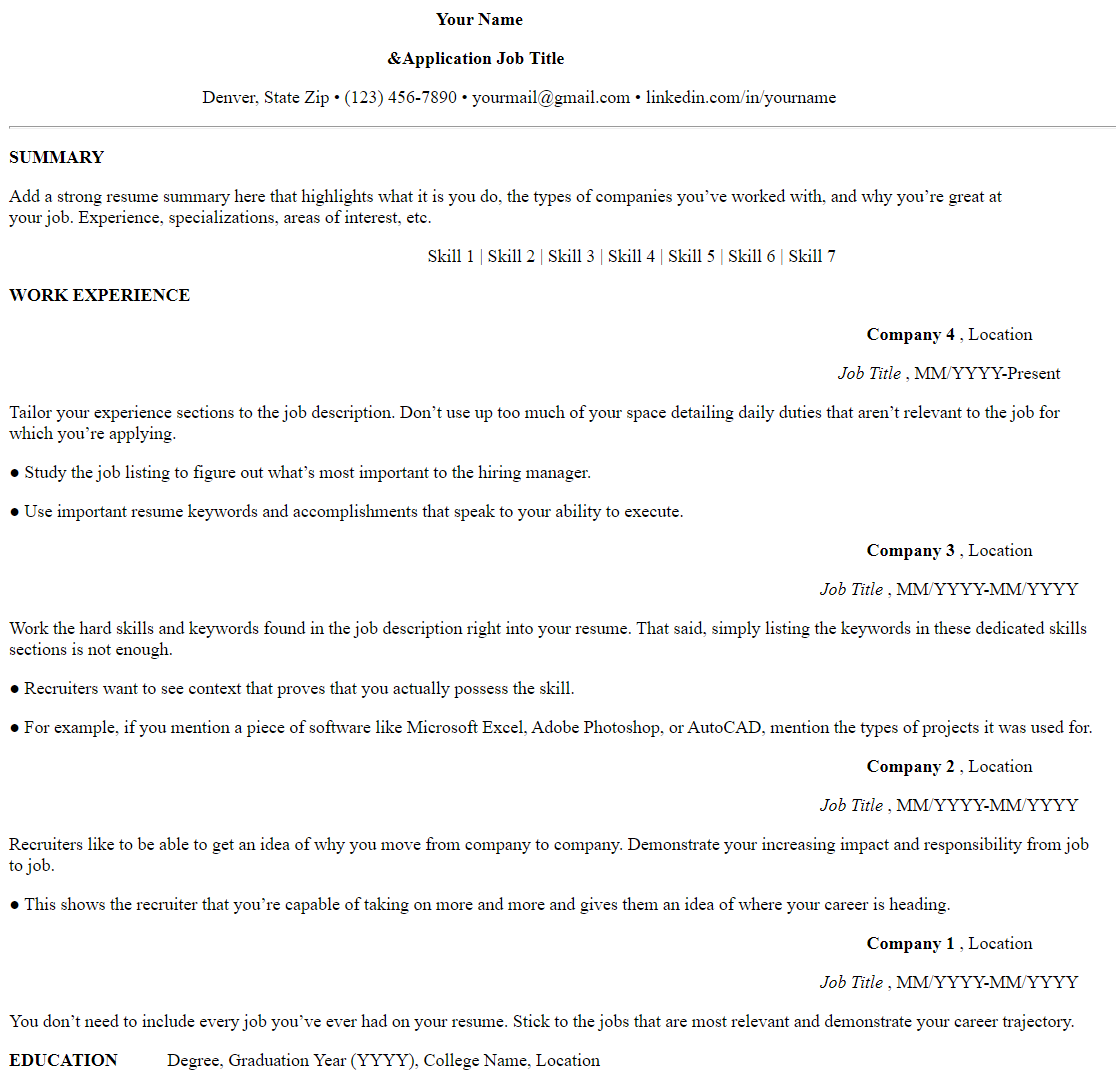 Your Name
&Application Job Title
Denver, State Zip • (123) 456-7890 • yourmail@gmail.com • linkedin.com/in/yourname
SUMMARY
Add a strong resume summary here that highlights what it is you do, the types of companies you’ve worked with, and why you’re great at
your job. Experience, specializations, areas of interest, etc.
Skill 1 | Skill 2 | Skill 3 | Skill 4 | Skill 5 | Skill 6 | Skill 7
WORK EXPERIENCE
Company 4 , Location
Job Title , MM/YYYY-Present
Tailor your experience sections to the job description. Don’t use up too much of your space detailing daily duties that aren’t relevant to the job for
which you’re applying.
● Study the job listing to figure out what’s most important to the hiring manager.
● Use important resume keywords and accomplishments that speak to your ability to execute.
Company 3 , Location
Job Title , MM/YYYY-MM/YYYY
Work the hard skills and keywords found in the job description right into your resume. That said, simply listing the keywords in these dedicated skills
sections is not enough.
● Recruiters want to see context that proves that you actually possess the skill.
● For example, if you mention a piece of software like Microsoft Excel, Adobe Photoshop, or AutoCAD, mention the types of projects it was used for.
Company 2 , Location
Job Title , MM/YYYY-MM/YYYY
Recruiters like to be able to get an idea of why you move from company to company. Demonstrate your increasing impact and responsibility from job
to job.
● This shows the recruiter that you’re capable of taking on more and more and gives them an idea of where your career is heading.
Company 1 , Location
Job Title , MM/YYYY-MM/YYYY
You don’t need to include every job you’ve ever had on your resume. Stick to the jobs that are most relevant and demonstrate your career trajectory.
EDUCATION Degree, Graduation Year (YYYY), College Name, Location